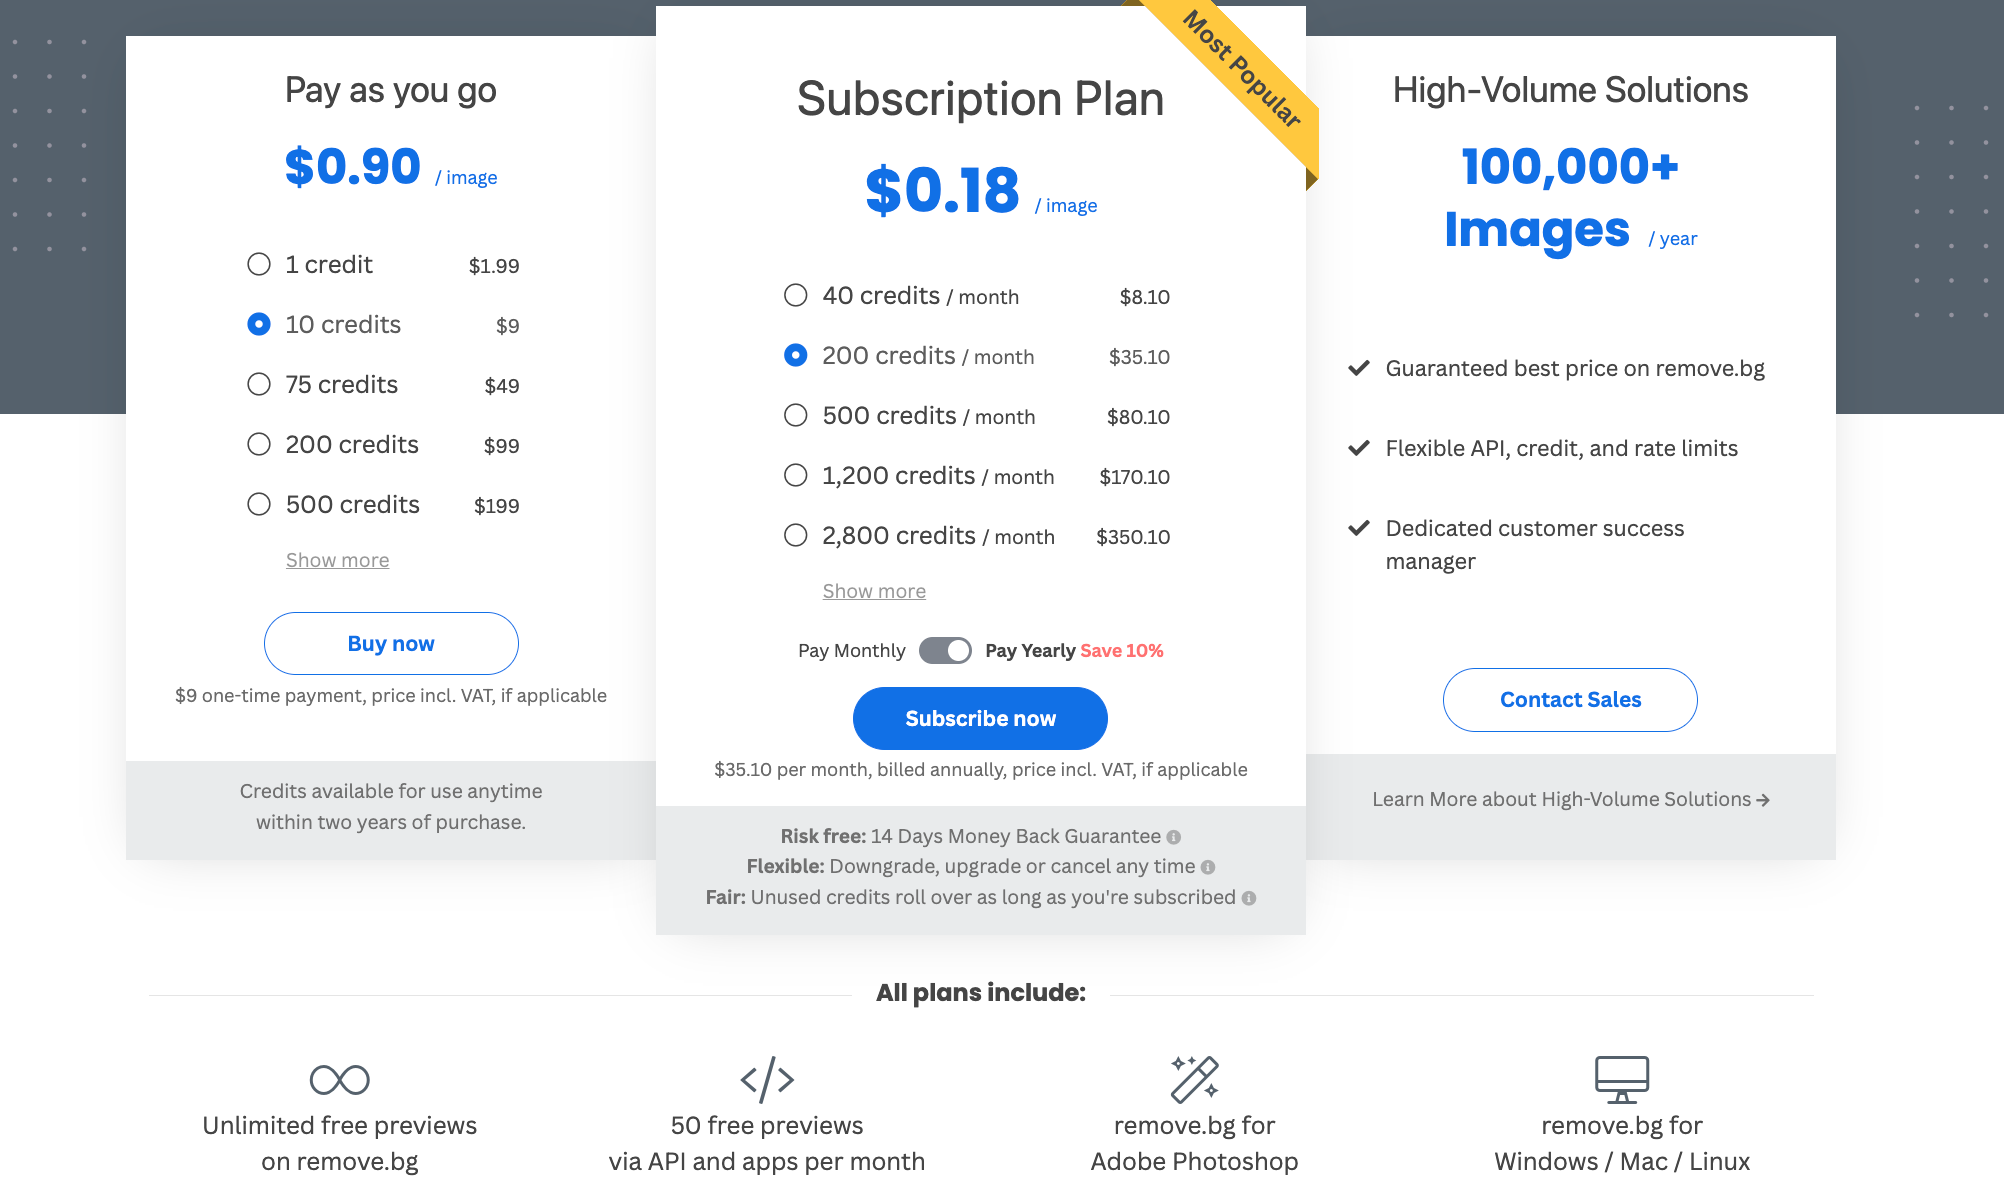 Pay as you go
$0.90 / image
1 credit $1.99
10 credits $9
75 credits $49
200 credits $99
500 credits $199
Show more
Buy now
$9 one-time payment, price incl. VAT, if applicable
Credits available for use anytime
within two years of purchase.
Most Popular
Subscription Plan
$0.18 / image
40 credits / month $8.10
200 credits / month $35.10
500 credits / month $80.10
1,200 credits / month $170.10
2,800 credits / month $350.10
Show more
Pay Monthly Pay Yearly Save 10%
Subscribe now
$35.10 per month, billed annually, price incl. VAT, if applicable
Risk free: 14 Days Money Back Guarantee
Flexible: Downgrade, upgrade or cancel any time
Fair: Unused credits roll over as long as you're subscribed
High-Volume Solutions
100,000+
Images / year
Guaranteed best price on remove.bg
Flexible API, credit, and rate limits
Dedicated customer success
manager
Contact Sales
Learn More about High-Volume Solutions →
All plans include:
Unlimited free previews
on remove.bg
50 free previews
via API and apps per month
remove.bg for
Adobe Photoshop
remove.bg for
Windows / Mac / Linux